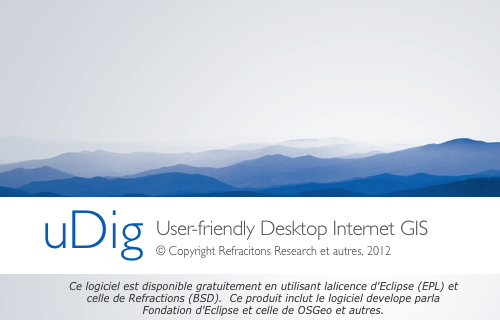 uDig
User-friendly Desktop Internet GIS
© Copyright Refracitons Research et autres, 2012
Ce logiciel est disponible gratuitement en utilisant lalicence d'Eclipse (EPL) et
celle de Refractions (BSD).  Ce produit inclut le logiciel develope parla
Fondation d'Eclipse et celle de OSGeo et autres.